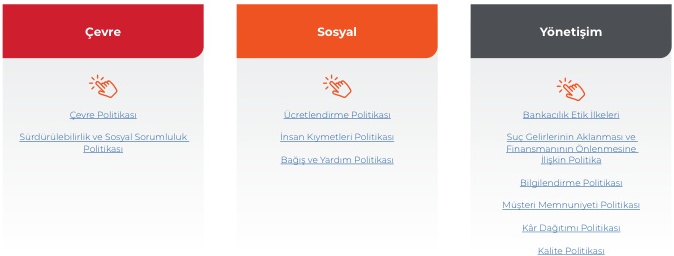 Çevre
Çevre Politikası
Sürdürülebilirlik ve Sosyal Sorumluluk
Politikası
Sosyal
Ücretlendirme Politikası
İnsan Kıymetleri Politikası
Bağış ve Yardım Politikası
Yönetişim
Bankacılık Etik İlkeleri
Suç Gelirlerinin Aklanması ve
Finansmanının Önlenmesine
İlişkin Politika
Bilgilendirme Politikası
Müşteri Memnuniyeti Politikası
Kâr Dağıtımı Politikası
Kalite Politikası